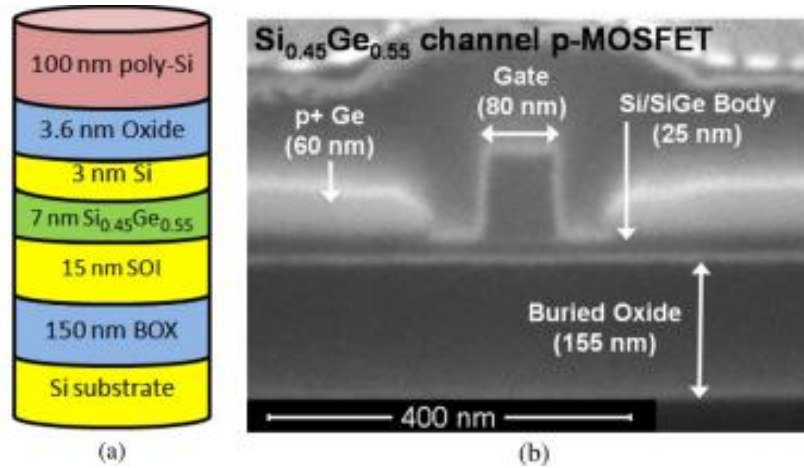 100 nm poly-Si
3.6 nm Oxide
3 nm Si
7 nm Si0.45Ge0.55
15 nm SOI
150 nm BOX
Si substrate
(a)
Si0.45Ge0.55 channel p-MOSFET
Gate
(80 nm)
p+ Ge
(60 nm)
Si/SiGe Body
(25 nm)
Buried Oxide
(155 nm)
400 nm
(b)